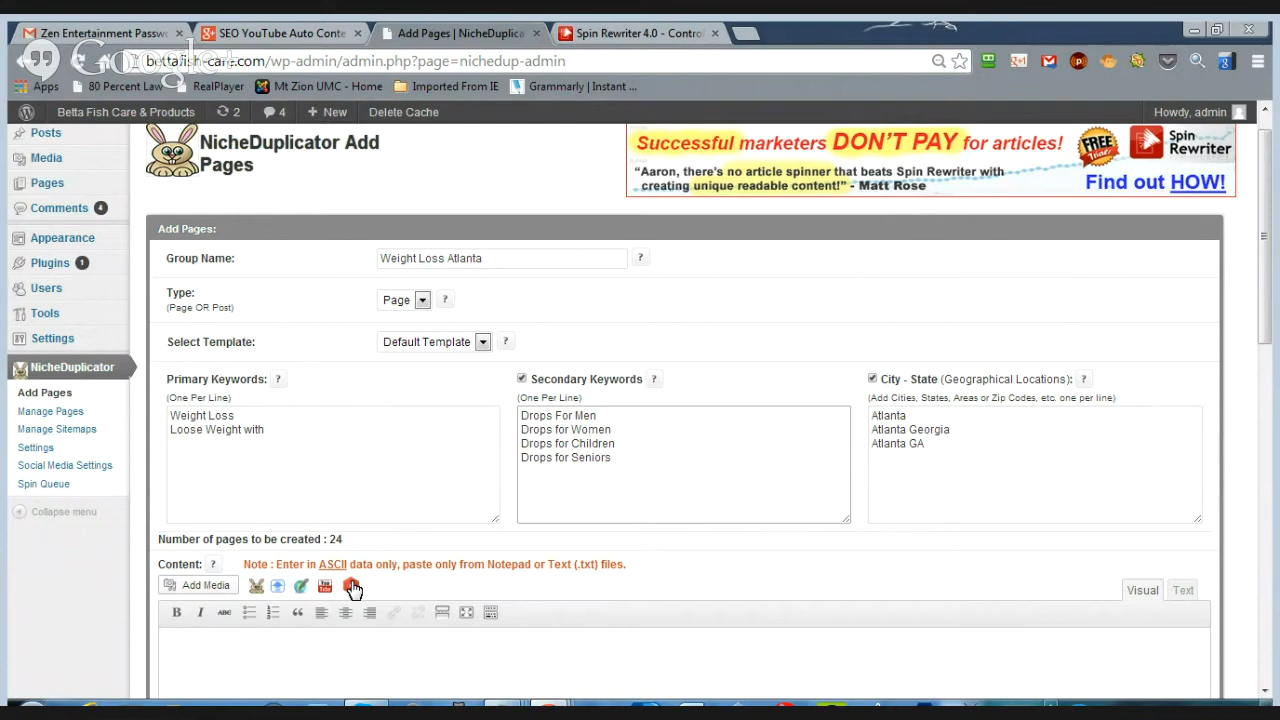 Zen Entertainment Passw
SEO YouTube Auto Conte
Add Pages | NicheDuplica
Spin Rewriter 4.0 - Contro
Google+
bettafish-care.com/wp-admin/admin.php?page=nichedup-admin
Apps
80 Percent Law
RealPlayer
Mt Zion UMC - Home
Imported From IE
Grammarly | Instant ...
Betta Fish Care & Products
2
4
+ New
Delete Cache
Howdy, admin
Posts
Media
Pages
Comments 4
Appearance
Plugins 1
Users
Tools
Settings
NicheDuplicator
Add Pages
Manage Pages
Manage Sitemaps
Settings
Social Media Settings
Spin Queue
Collapse menu
NicheDuplicator Add
Pages
Successful marketers DON'T PAY for articles!
"Aaron, there's no article spinner that beats Spin Rewriter with
creating unique readable content!" - Matt Rose
FREE
Trial!
Spin
Rewriter
Find out HOW!
Add Pages:
Group Name:
Weight Loss Atlanta
?
Type:
(Page OR Post)
Page
?
Select Template:
Default Template
?
Primary Keywords: ?
(One Per Line)
Weight Loss
Loose Weight with
Secondary Keywords ?
(One Per Line)
Drops For Men
Drops for Women
Drops for Children
Drops for Seniors
City - State (Geographical Locations): ?
(Add Cities, States, Areas or Zip Codes, etc. one per line)
Atlanta
Atlanta Georgia
Atlanta GA
Number of pages to be created : 24
Content: ?
Note : Enter in ASCII data only, paste only from Notepad or Text (.txt) files.
Add Media
You
Tube
Visual
Text
B
I
ABC